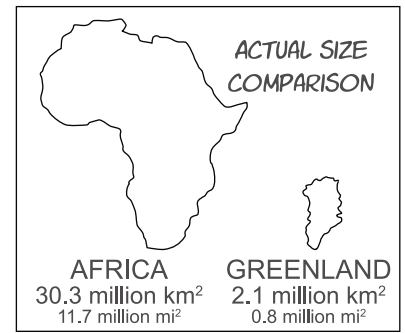 ACTUAL SIZE
COMPARISON
AFRICA
30.3 million km²
11.7 million mi²
GREENLAND
2.1 million km²
0.8 million mi²